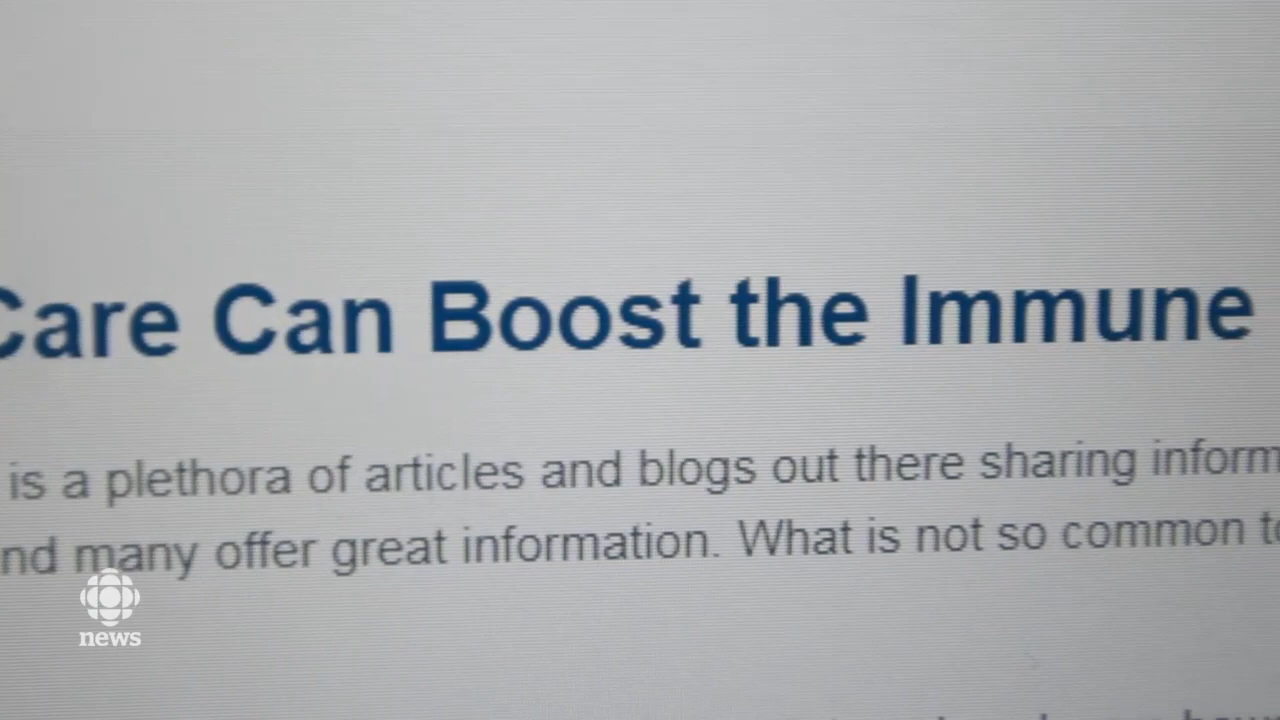 Care Can Boost the Immune
is a plethora of articles and blogs out there sharing inform
nd many offer great information. What is not so common to
news